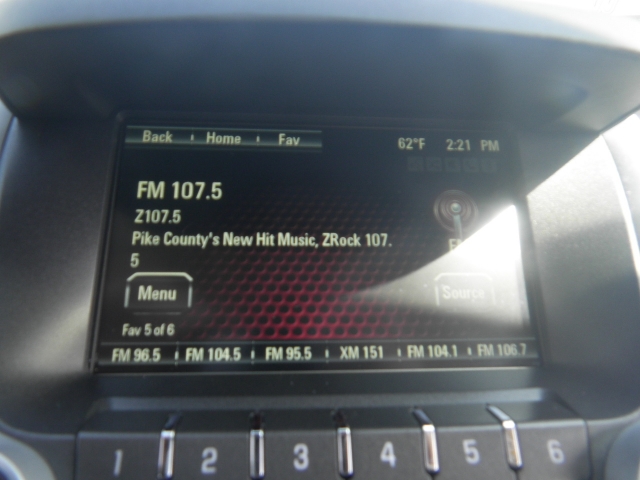 Back Home Fav 62°F 2:21 PM
FM 107.5
Z107.5
Pike County's New Hit Music, ZRock 107.
5
Menu Source
Fav 5 of 6
FM 96.5 FM 104.5 FM 95.5 XM 151 FM 104.1 FM 106.7
1 2 3 4 5 6